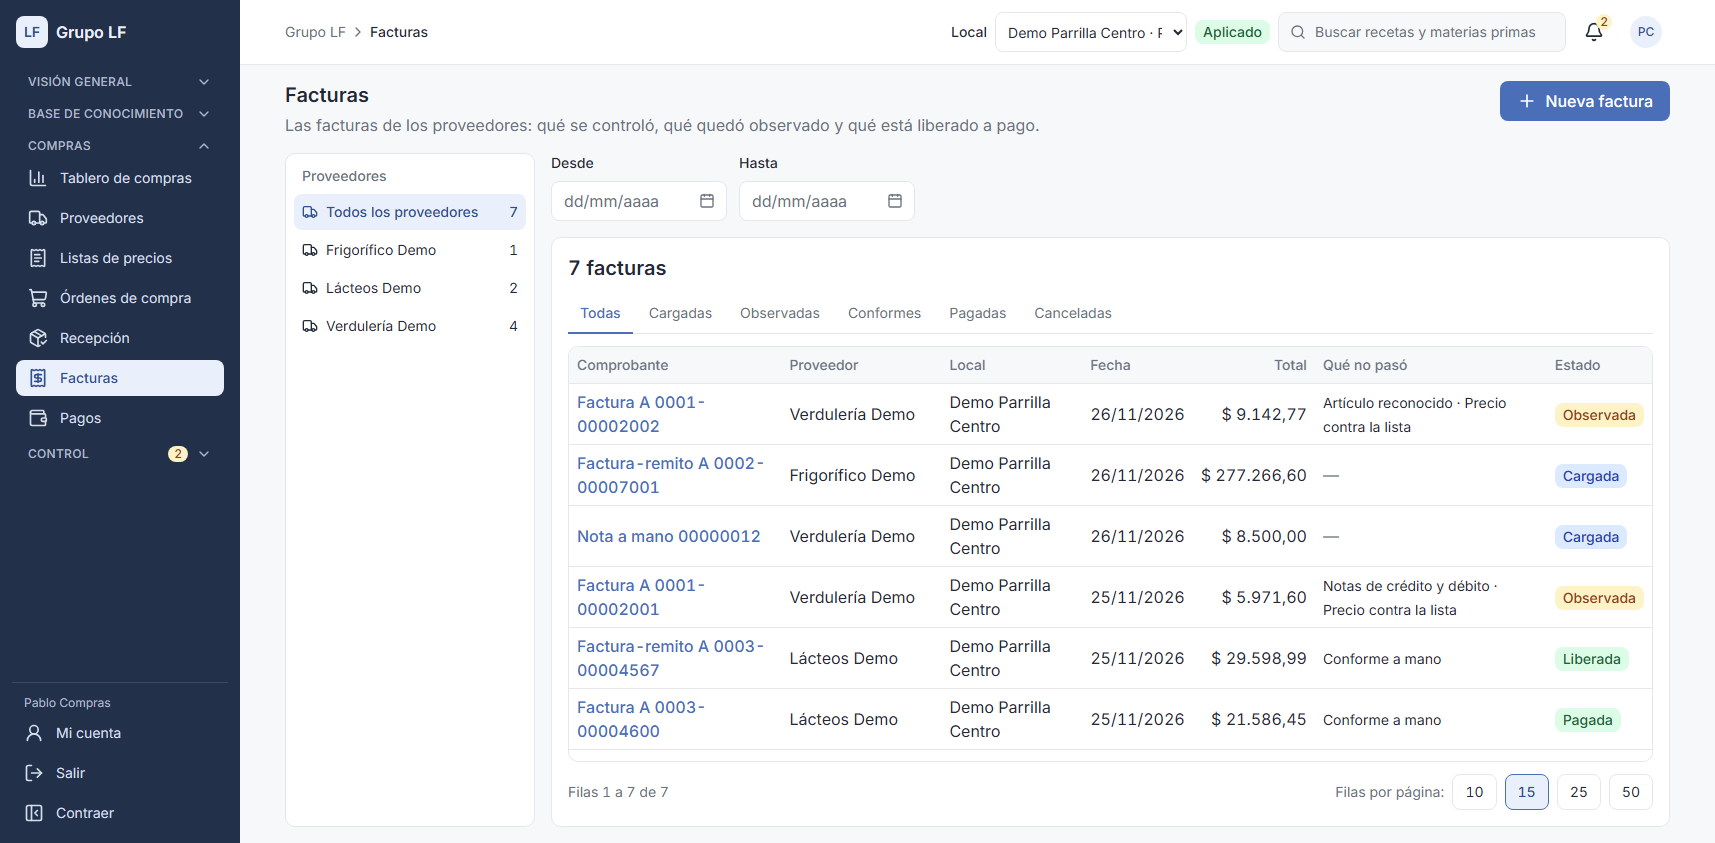 LF Grupo LF
VISIÓN GENERAL
BASE DE CONOCIMIENTO
COMPRAS
Tablero de compras
Proveedores
Listas de precios
Órdenes de compra
Recepción
Facturas
Pagos
CONTROL 2
Pablo Compras
Mi cuenta
Salir
Contraer
Grupo LF > Facturas
Local Demo Parrilla Centro · Aplicado
Buscar recetas y materias primas
2
PC
Facturas
Las facturas de los proveedores: qué se controló, qué quedó observado y qué está liberado a pago.
+ Nueva factura
Proveedores
Todos los proveedores 7
Frigorífico Demo 1
Lácteos Demo 2
Verdulería Demo 4
Desde Hasta
dd/mm/aaaa dd/mm/aaaa
7 facturas
Todas Cargadas Observadas Conformes Pagadas Canceladas
Comprobante Proveedor Local Fecha Total Qué no pasó Estado
Factura A 0001-
00002002
Verdulería Demo
Demo Parrilla
Centro
26/11/2026 $ 9.142,77
Artículo reconocido · Precio
contra la lista
Observada
Factura-remito A 0002-
00007001
Frigorífico Demo
Demo Parrilla
Centro
26/11/2026 $ 277.266,60 — Cargada
Nota a mano 00000012 Verdulería Demo
Demo Parrilla
Centro
26/11/2026 $ 8.500,00 — Cargada
Factura A 0001-
00002001
Verdulería Demo
Demo Parrilla
Centro
25/11/2026 $ 5.971,60
Notas de crédito y débito ·
Precio contra la lista
Observada
Factura-remito A 0003-
00004567
Lácteos Demo
Demo Parrilla
Centro
25/11/2026 $ 29.598,99 Conforme a mano Liberada
Factura A 0003-
00004600
Lácteos Demo
Demo Parrilla
Centro
25/11/2026 $ 21.586,45 Conforme a mano Pagada
Filas 1 a 7 de 7
Filas por página: 10 15 25 50